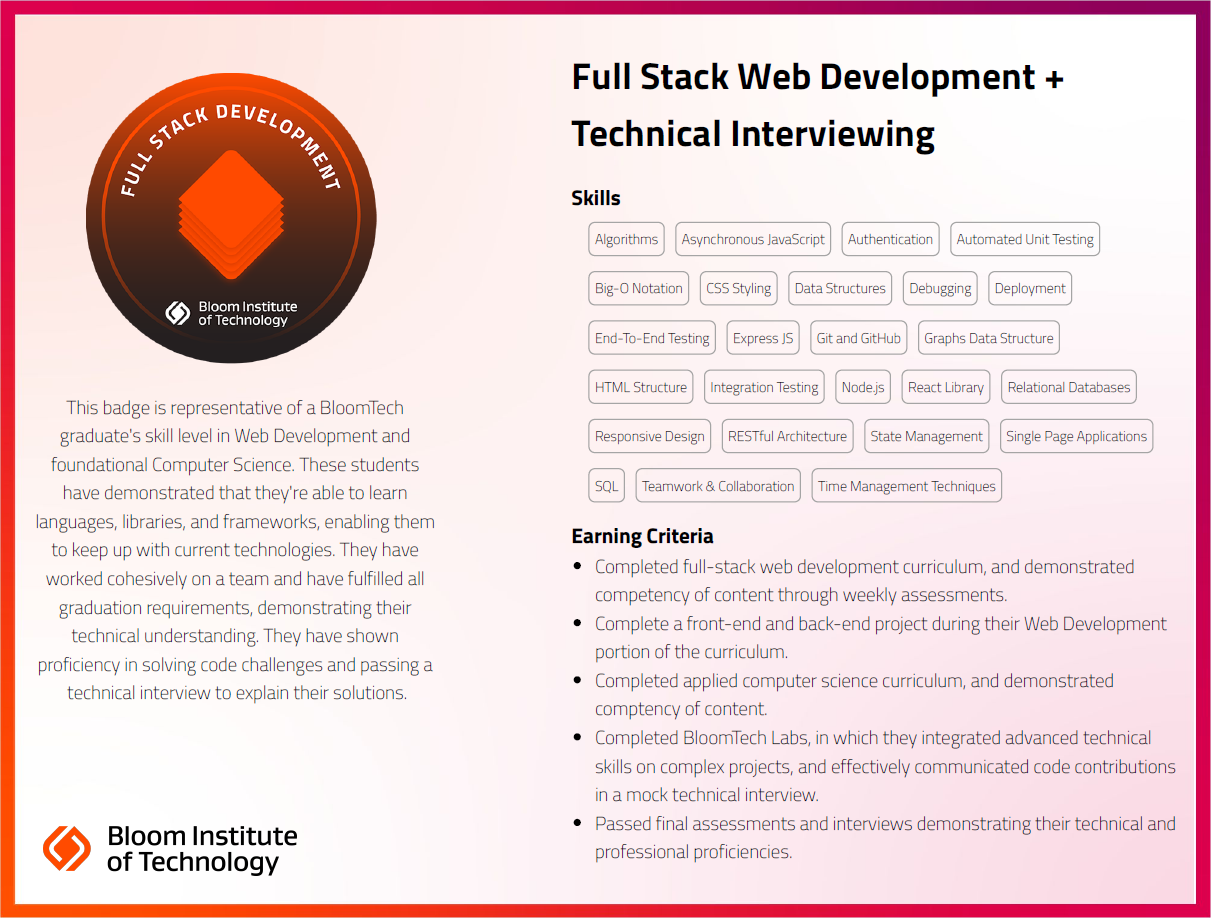 FULL STACK DEVELOPMENT
Bloom Institute
of Technology
This badge is representative of a BloomTech
graduate's skill level in Web Development and
foundational Computer Science. These students
have demonstrated that they're able to learn
languages, libraries, and frameworks, enabling them
to keep up with current technologies. They have
worked cohesively on a team and have fulfilled all
graduation requirements, demonstrating their
technical understanding. They have shown
proficiency in solving code challenges and passing a
technical interview to explain their solutions.
Bloom Institute
of Technology
Full Stack Web Development +
Technical Interviewing
Skills
Algorithms Asynchronous JavaScript Authentication Automated Unit Testing
Big-O Notation CSS Styling Data Structures Debugging Deployment
End-To-End Testing Express JS Git and GitHub Graphs Data Structure
HTML Structure Integration Testing Node.js React Library Relational Databases
Responsive Design RESTful Architecture State Management Single Page Applications
SQL Teamwork & Collaboration Time Management Techniques
Earning Criteria
• Completed full-stack web development curriculum, and demonstrated
competency of content through weekly assessments.
• Complete a front-end and back-end project during their Web Development
portion of the curriculum.
• Completed applied computer science curriculum, and demonstrated
comptency of content.
• Completed BloomTech Labs, in which they integrated advanced technical
skills on complex projects, and effectively communicated code contributions
in a mock technical interview.
• Passed final assessments and interviews demonstrating their technical and
professional proficiencies.